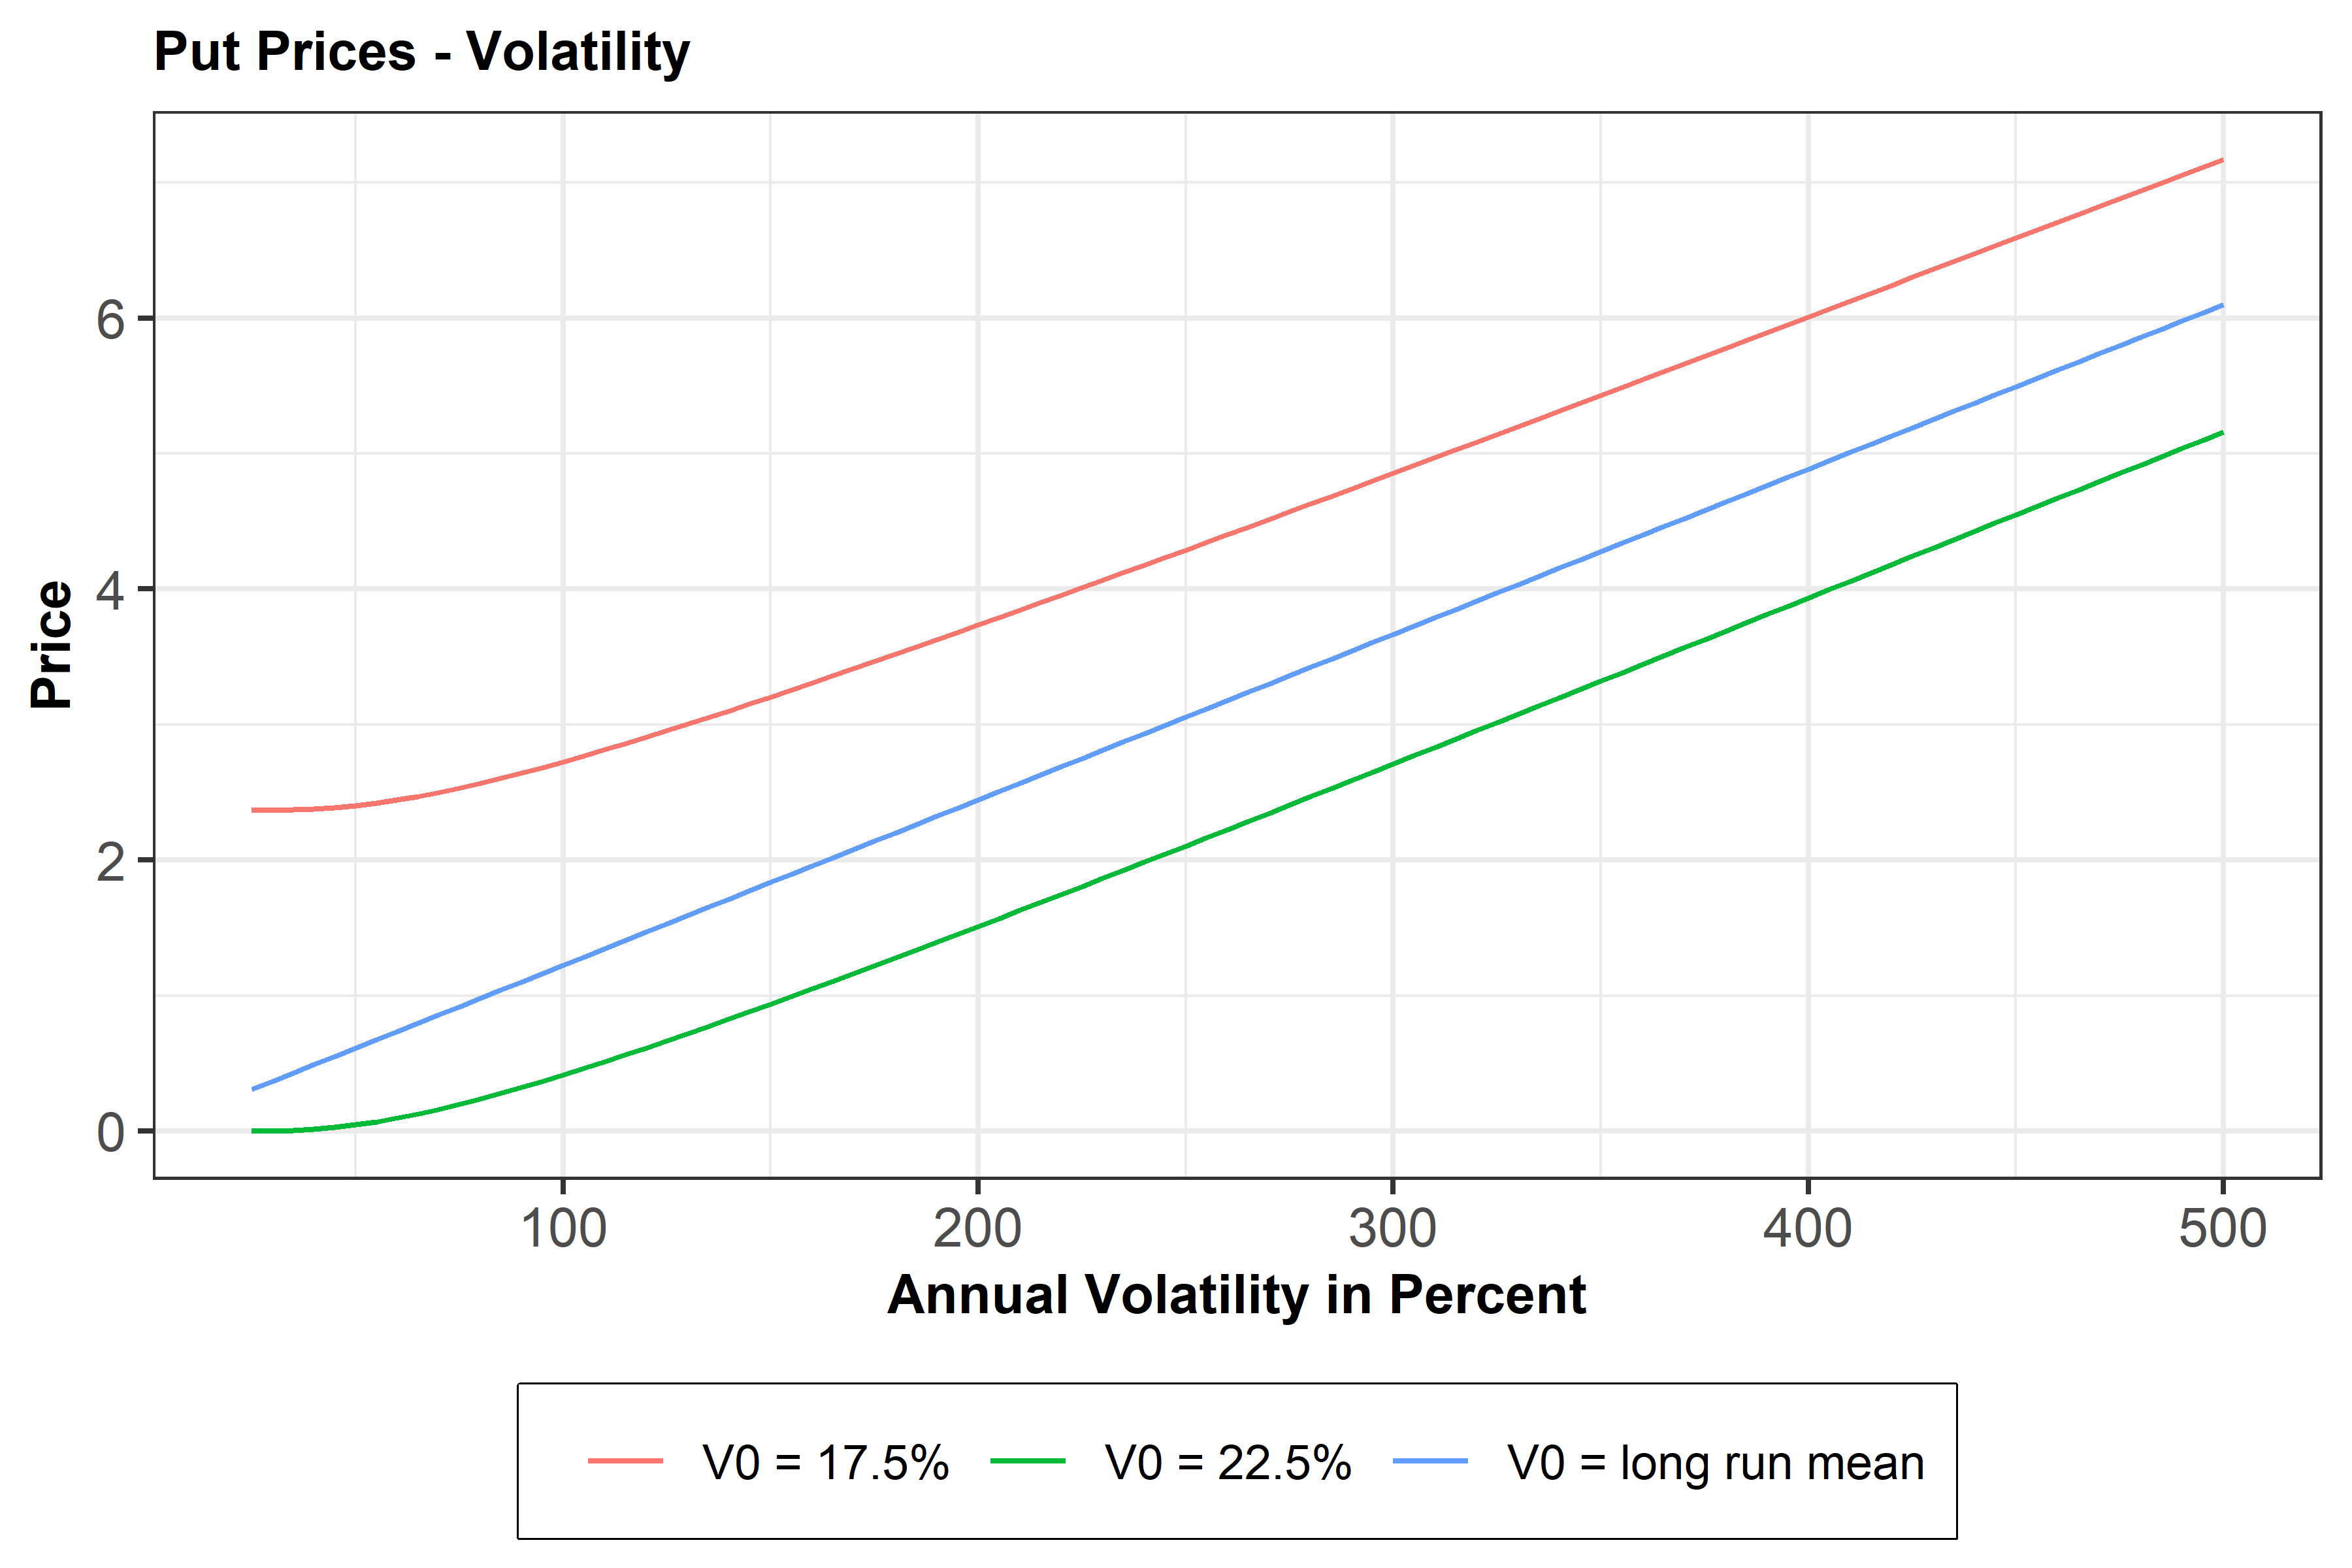 Put Prices - Volatility
Price
6
4
2
0
100 200 300 400 500
Annual Volatility in Percent
V0 = 17.5% V0 = 22.5% V0 = long run mean